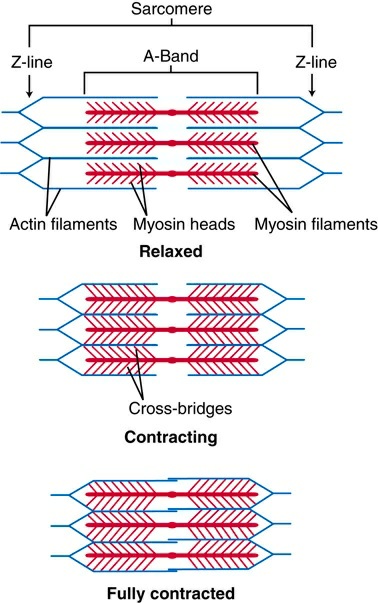 Sarcomere
Z-line
A-Band
Z-line
Actin filaments
Myosin heads
Myosin filaments
Relaxed
Cross-bridges
Contracting
Fully contracted